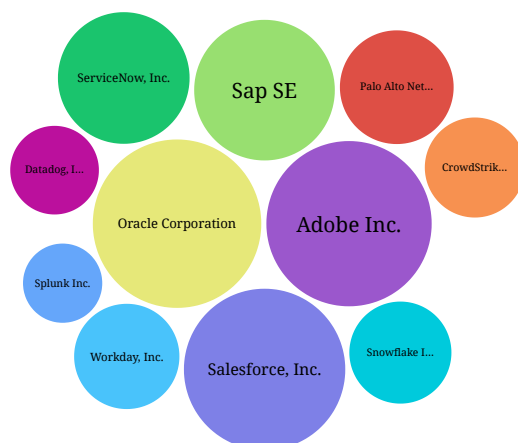 ServiceNow, Inc.
Sap SE
Palo Alto Net...
Datadog, I...
CrowdStrik...
Oracle Corporation
Adobe Inc.
Splunk Inc.
Workday, Inc.
Salesforce, Inc.
Snowflake I...